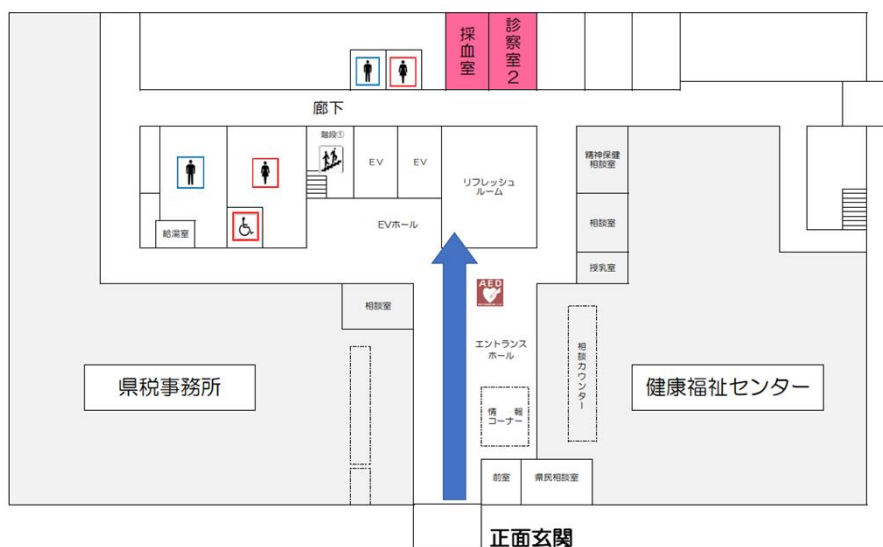 採血室
診察室2
廊下
階段①
EV
EV
リフレッシュ
ルーム
精神保健
相談室
給湯室
EVホール
相談室
授乳室
AED
相談室
エントランス
ホール
相談カウンター
県税事務所
健康福祉センター
情報
コーナー
前室
県民相談室
正面玄関